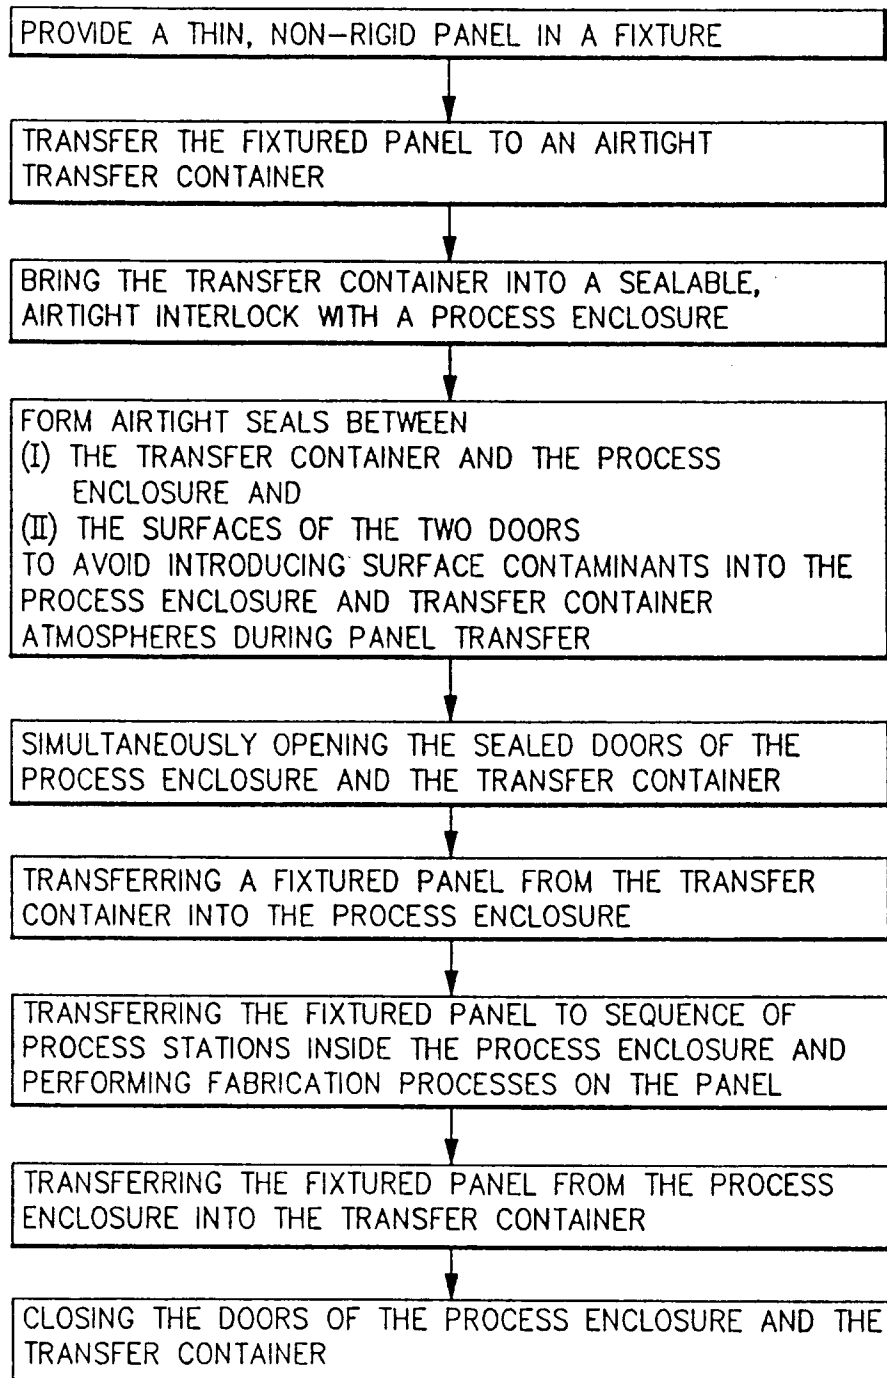 PROVIDE A THIN, NON-RIGID PANEL IN A FIXTURE
TRANSFER THE FIXTURED PANEL TO AN AIRTIGHT
TRANSFER CONTAINER
BRING THE TRANSFER CONTAINER INTO A SEALABLE,
AIRTIGHT INTERLOCK WITH A PROCESS ENCLOSURE
FORM AIRTIGHT SEALS BETWEEN
(I) THE TRANSFER CONTAINER AND THE PROCESS
ENCLOSURE AND
(II) THE SURFACES OF THE TWO DOORS
TO AVOID INTRODUCING SURFACE CONTAMINANTS INTO THE
PROCESS ENCLOSURE AND TRANSFER CONTAINER
ATMOSPHERES DURING PANEL TRANSFER
SIMULTANEOUSLY OPENING THE SEALED DOORS OF THE
PROCESS ENCLOSURE AND THE TRANSFER CONTAINER
TRANSFERRING A FIXTURED PANEL FROM THE TRANSFER
CONTAINER INTO THE PROCESS ENCLOSURE
TRANSFERRING THE FIXTURED PANEL TO SEQUENCE OF
PROCESS STATIONS INSIDE THE PROCESS ENCLOSURE AND
PERFORMING FABRICATION PROCESSES ON THE PANEL
TRANSFERRING THE FIXTURED PANEL FROM THE PROCESS
ENCLOSURE INTO THE TRANSFER CONTAINER
CLOSING THE DOORS OF THE PROCESS ENCLOSURE AND THE
TRANSFER CONTAINER